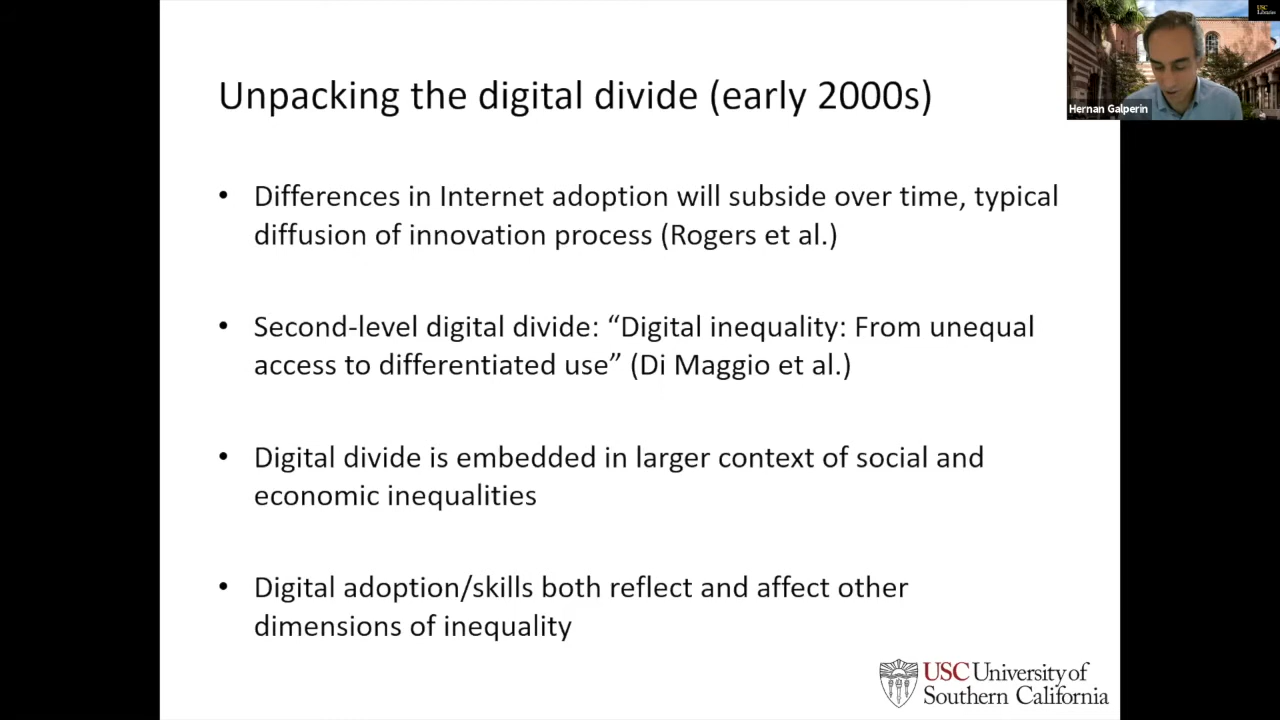 Unpacking the digital divide (early 2000s)
Hernan Galperin
USC
Libraries
• Differences in Internet adoption will subside over time, typical
diffusion of innovation process (Rogers et al.)
• Second-level digital divide: “Digital inequality: From unequal
access to differentiated use” (Di Maggio et al.)
• Digital divide is embedded in larger context of social and
economic inequalities
• Digital adoption/skills both reflect and affect other
dimensions of inequality
USC University of
Southern California